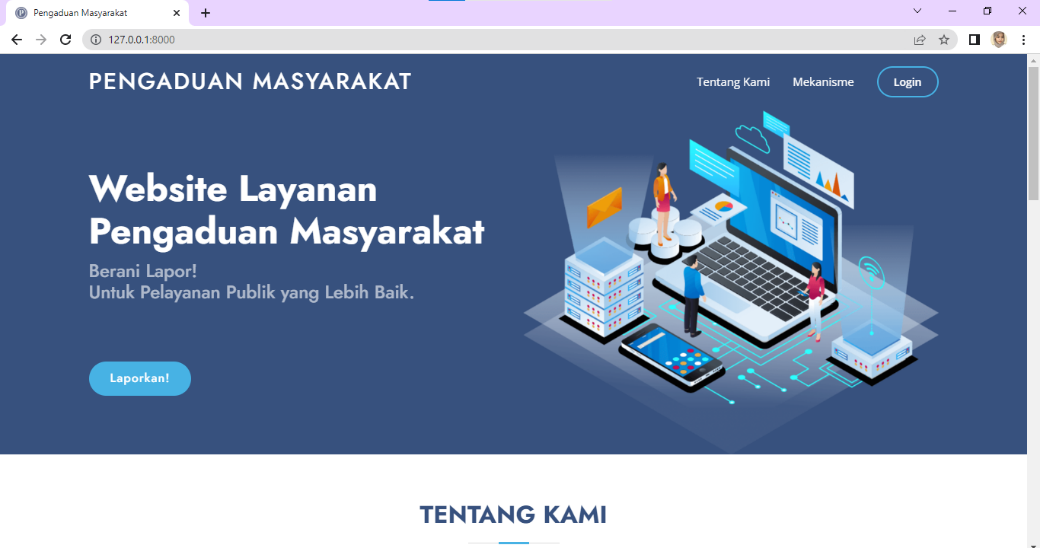 Pengaduan Masyarakat
127.0.0.1:8000
PENGADUAN MASYARAKAT
Tentang Kami
Mekanisme
Login
Website Layanan
Pengaduan Masyarakat
Berani Lapor!
Untuk Pelayanan Publik yang Lebih Baik.
Laporkan!
TENTANG KAMI